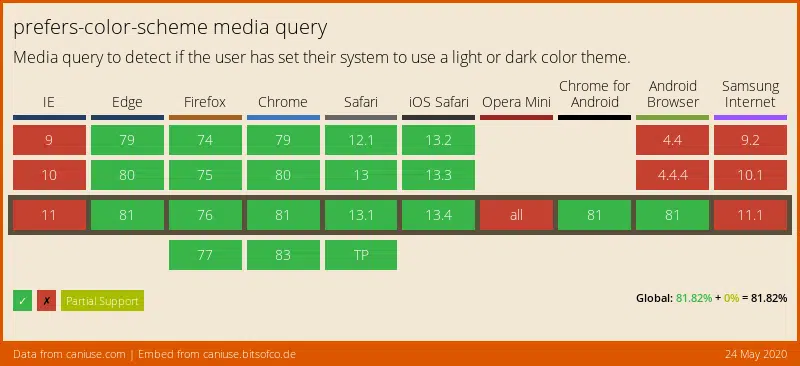 prefers-color-scheme media query
Media query to detect if the user has set their system to use a light or dark color theme.
IE Edge Firefox Chrome Safari iOS Safari Opera Mini Chrome for Android Android Browser Samsung Internet
9 79 74 79 12.1 13.2 4.4 9.2
10 80 75 80 13 13.3 4.4.4 10.1
11 81 76 81 13.1 13.4 all 81 81 11.1
77 83 TP
✓ ✗ Partial Support Global: 81.82% + 0% = 81.82%
Data from caniuse.com | Embed from caniuse.bitsofco.de 24 May 2020